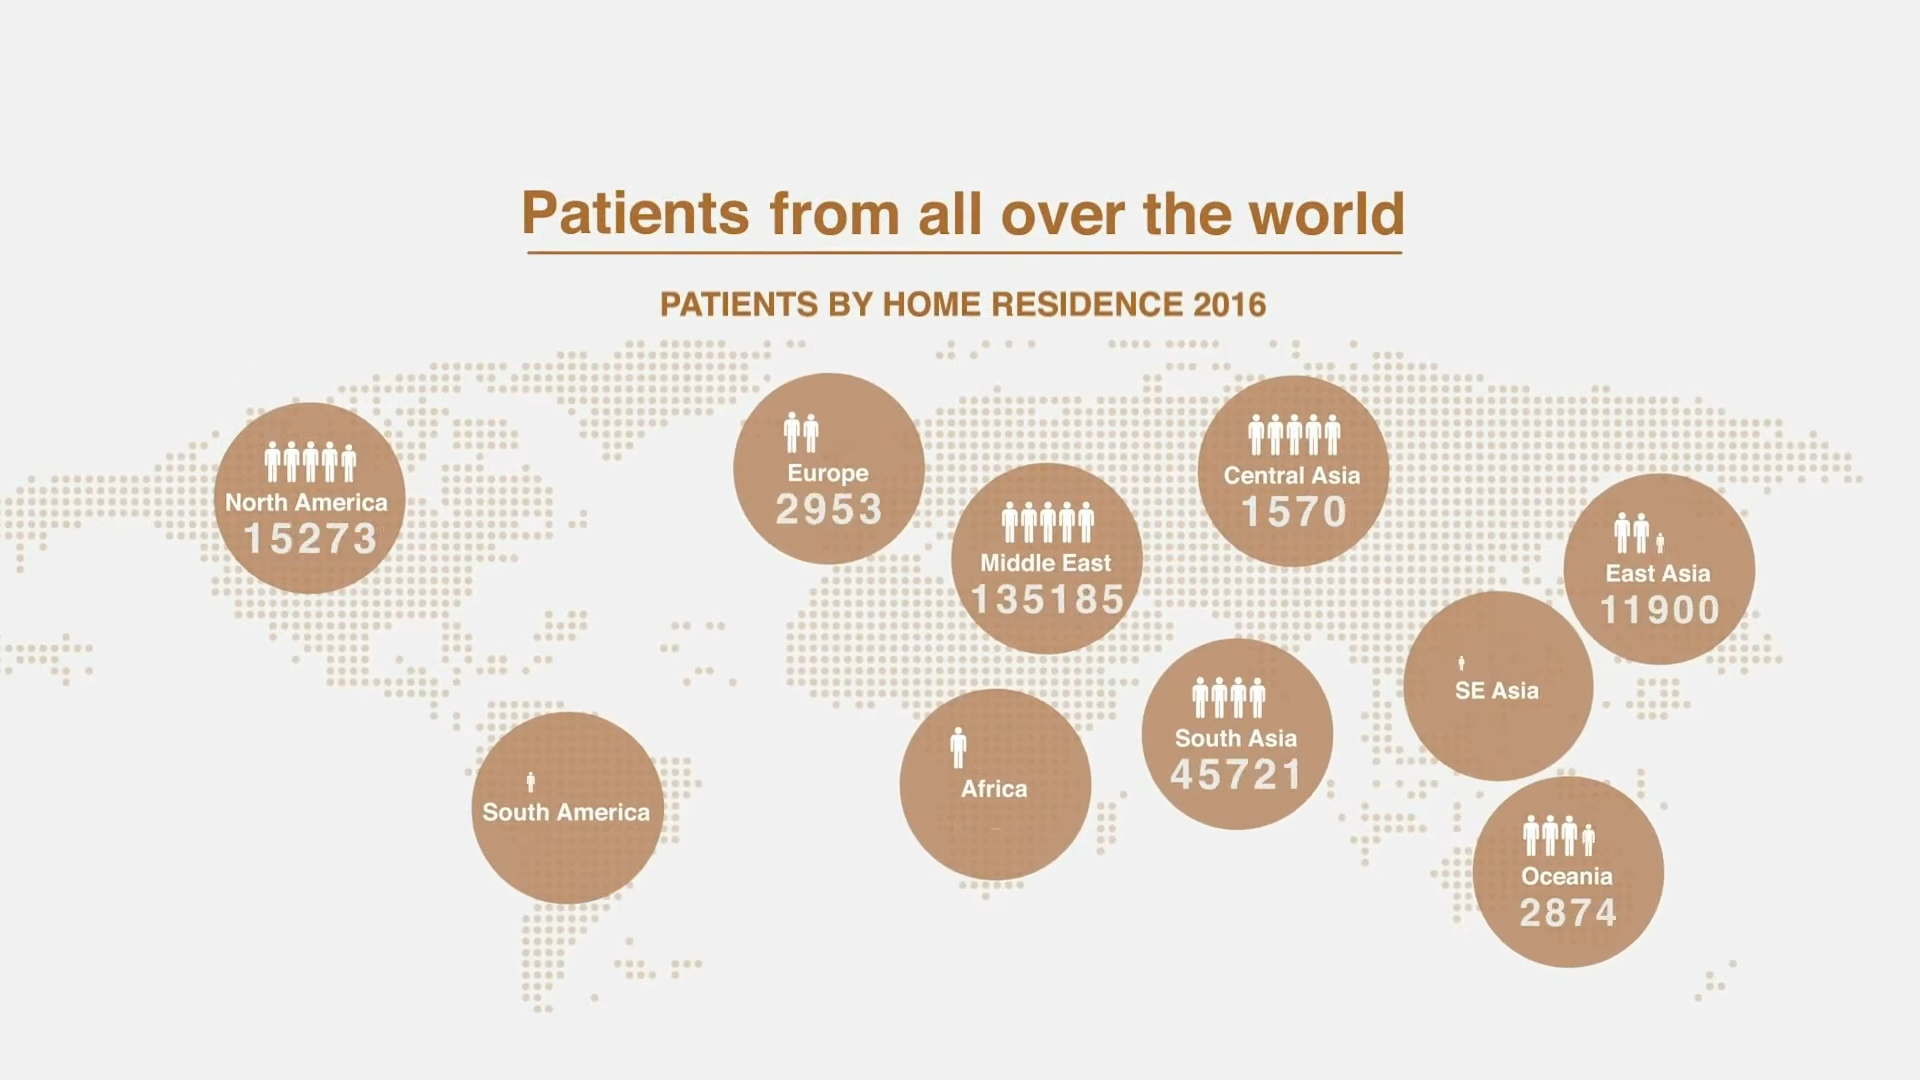 Patients from all over the world
PATIENTS BY HOME RESIDENCE 2016
North America
15273
Europe
2953
Central Asia
1570
Middle East
135185
East Asia
11900
SE Asia
South Asia
45721
Africa
South America
Oceania
2874